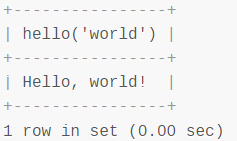 +----------------+
| hello('world') |
+----------------+
| Hello, world!  |
+----------------+
1 row in set (0.00 sec)